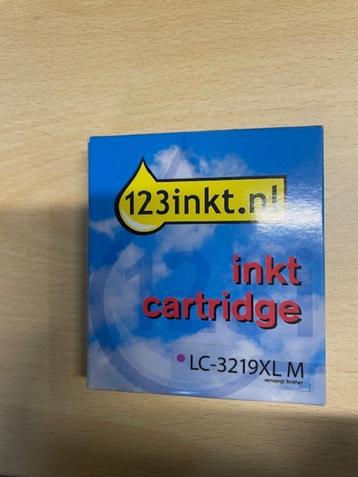 123inkt.nl
inkt
cartridge
LC-3219XL M
vervangt Brother